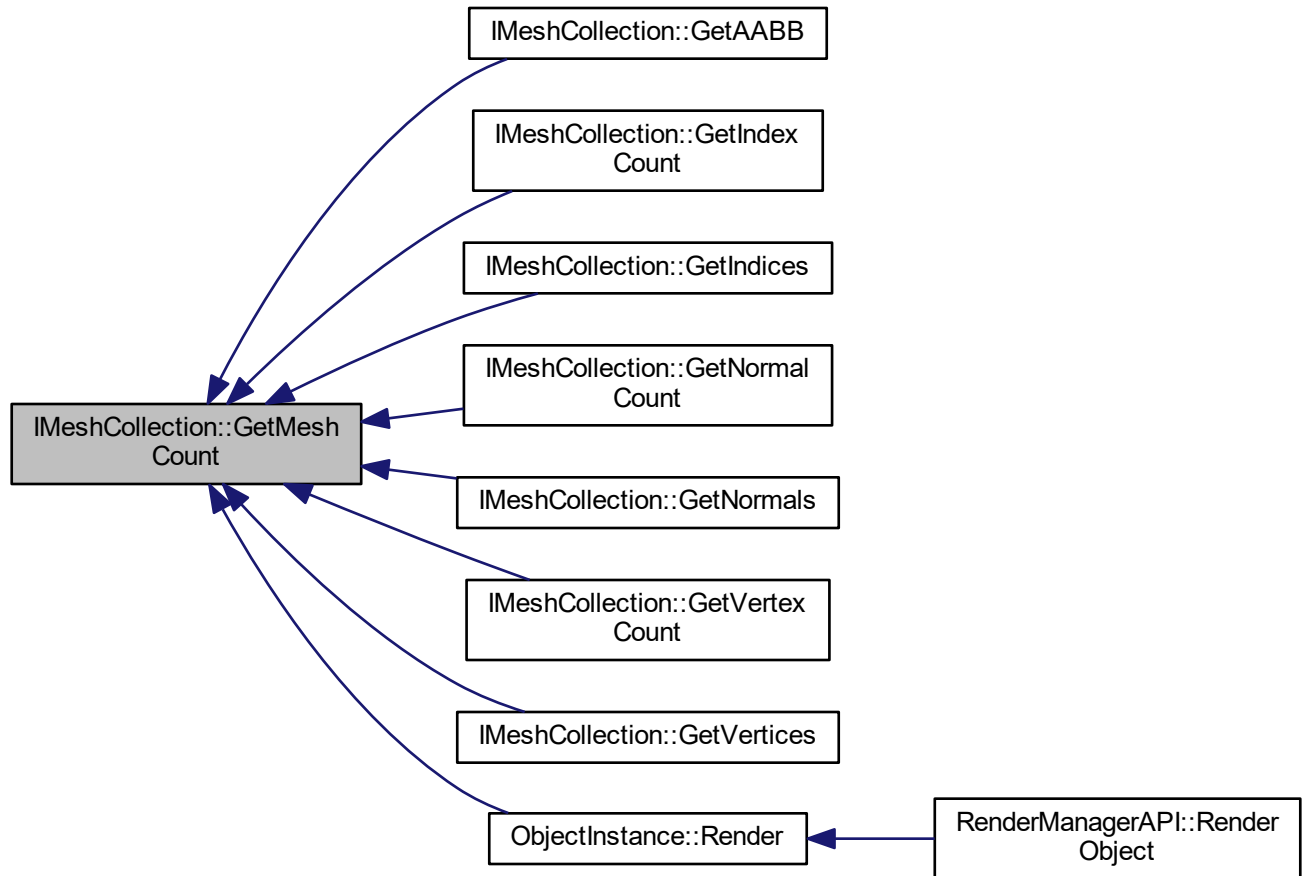 IMeshCollection::GetAABB
IMeshCollection::GetIndex
Count
IMeshCollection::GetIndices
IMeshCollection::GetNormal
Count
IMeshCollection::GetMesh
Count
IMeshCollection::GetNormals
IMeshCollection::GetVertex
Count
IMeshCollection::GetVertices
ObjectInstance::Render
RenderManagerAPI::Render
Object